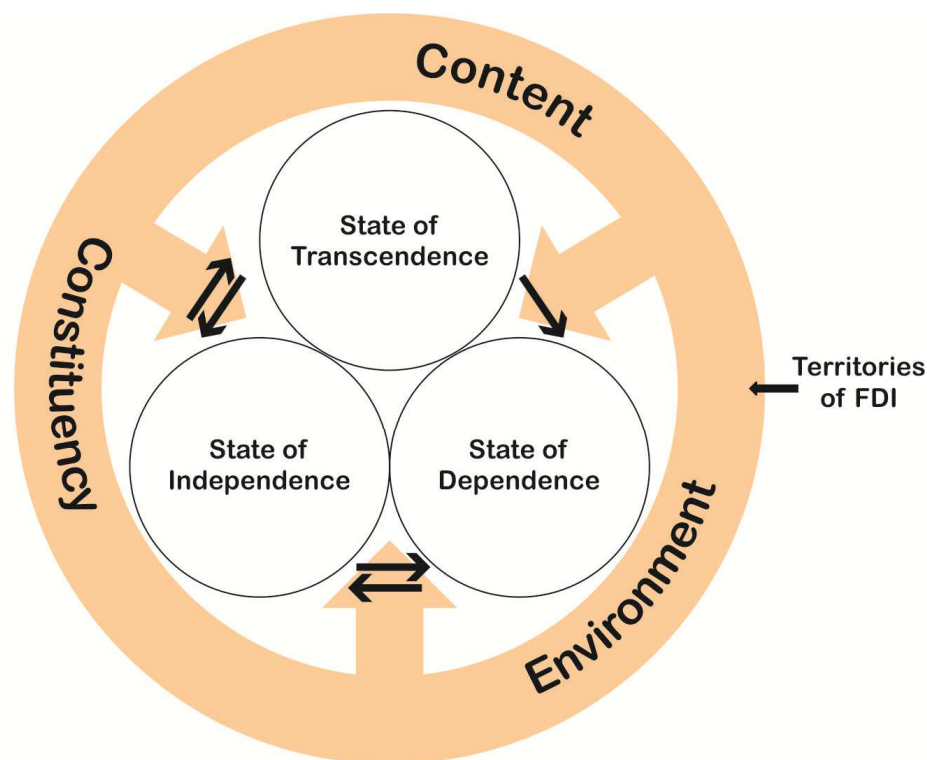 Content
State of
Transcendence
Constituency
Territories
of FDI
State of
Independence
State of
Dependence
Environment